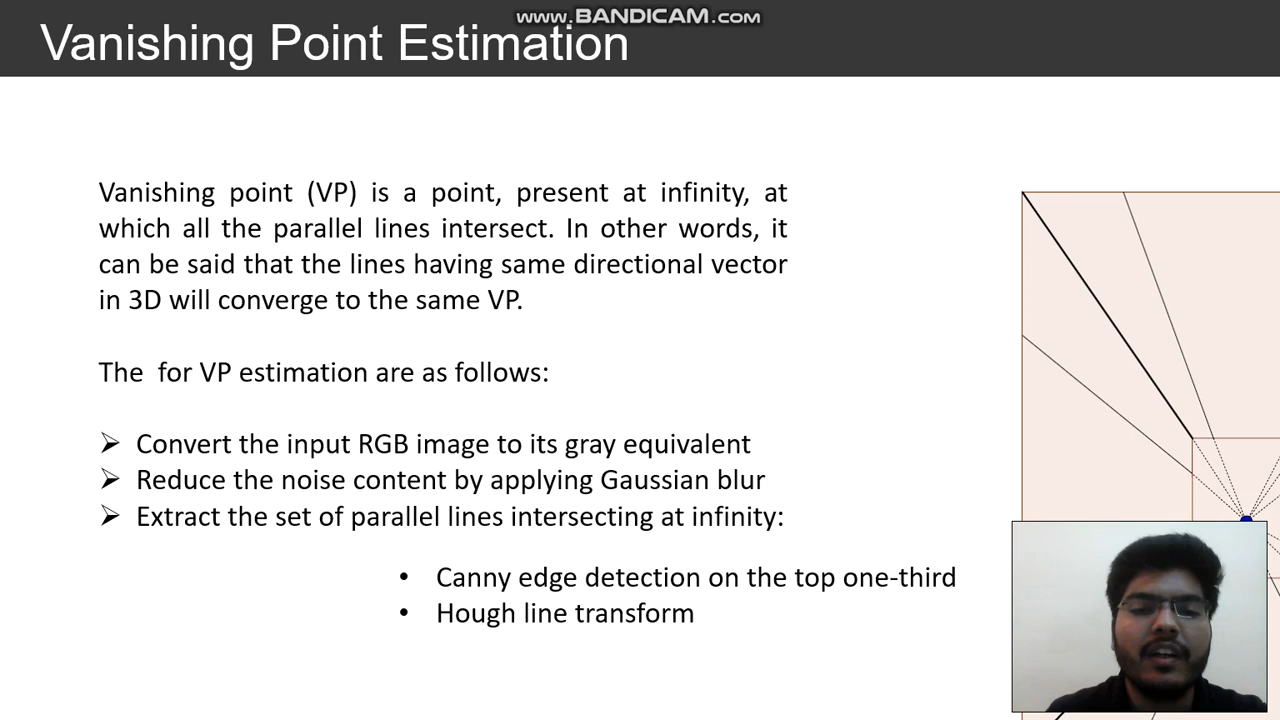 www.BANDICAM.com
Vanishing Point Estimation
Vanishing point (VP) is a point, present at infinity, at
which all the parallel lines intersect. In other words, it
can be said that the lines having same directional vector
in 3D will converge to the same VP.
The for VP estimation are as follows:
➢ Convert the input RGB image to its gray equivalent
➢ Reduce the noise content by applying Gaussian blur
➢ Extract the set of parallel lines intersecting at infinity:
• Canny edge detection on the top one-third
• Hough line transform